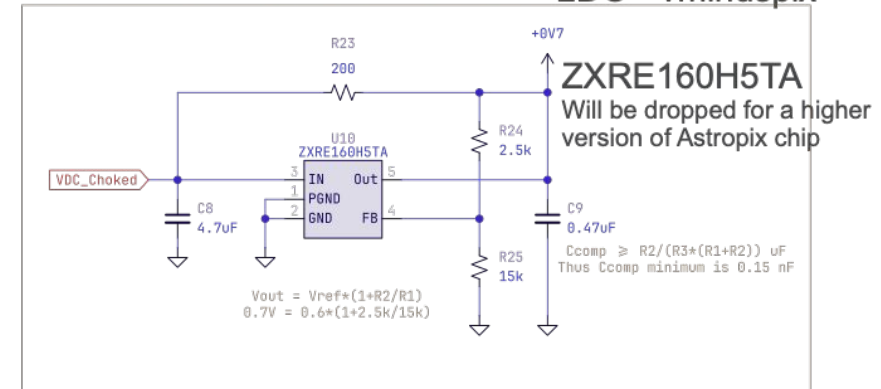 R23
200
+0V7
ZXRE160H5TA
Will be dropped for a higher
version of Astropix chip
R24
2.5k
U10
ZXRE160H5TA
VDC_Choked
3 IN Out 5
1 PGND
2 GND FB 4
C8
4.7uF
C9
0.47uF
Ccomp ⩾ R2/(R3*(R1+R2)) uF
Thus Ccomp minimum is 0.15 nF
R25
15k
Vout = Vref*(1+R2/R1)
0.7V = 0.6*(1+2.5k/15k)